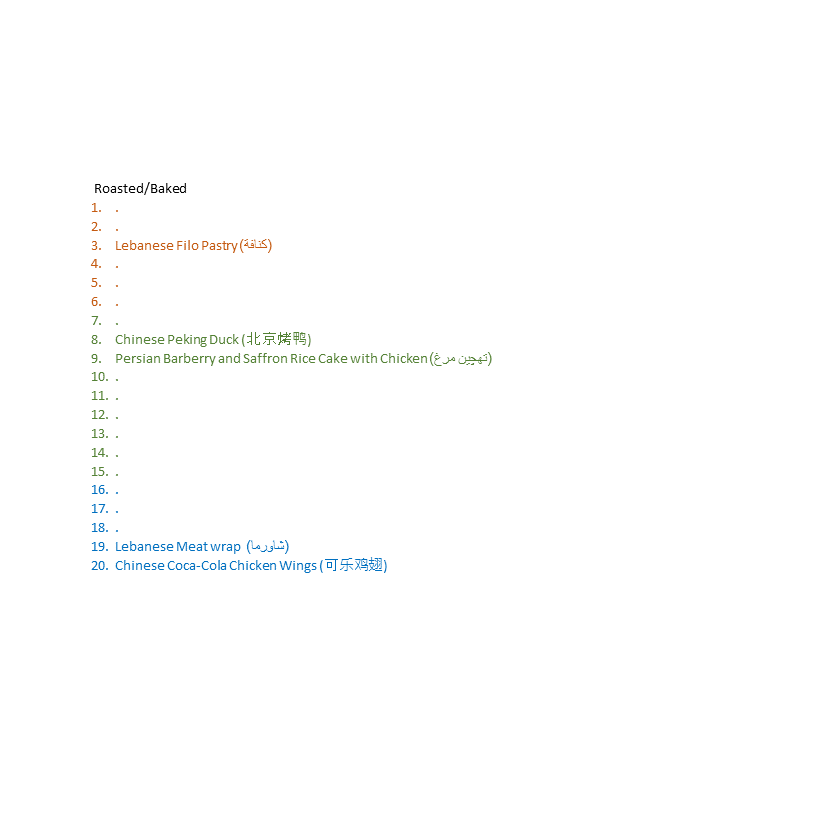 Roasted/Baked
1. .
2. .
3. Lebanese Filo Pastry (كنافة)
4. .
5. .
6. .
7. .
8. Chinese Peking Duck (北京烤鸭)
9. Persian Barberry and Saffron Rice Cake with Chicken (تهچین مرغ)
10. .
11. .
12. .
13. .
14. .
15. .
16. .
17. .
18. .
19. Lebanese Meat wrap (شاورما)
20. Chinese Coca-Cola Chicken Wings (可乐鸡翅)